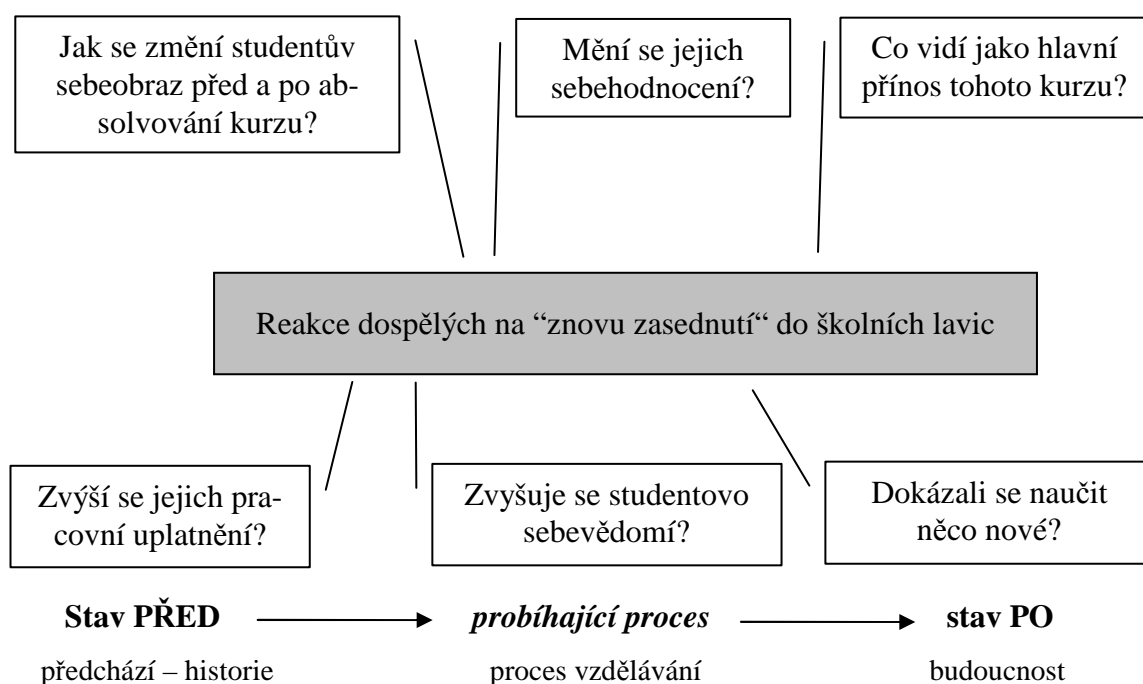 Jak se změní studentův
sebeobraz před a po ab-
solvování kurzu?
Mění se jejich
sebehodnocení?
Co vidí jako hlavní
přínos tohoto kurzu?
Reakce dospělých na “znovu zasednutí“ do školních lavic
Zvýší se jejich pra-
covní uplatnění?
Zvyšuje se studentovo
sebevědomí?
Dokázali se naučit
něco nové?
Stav PŘED
probíhající proces
stav PO
předchází – historie
proces vzdělávání
budoucnost